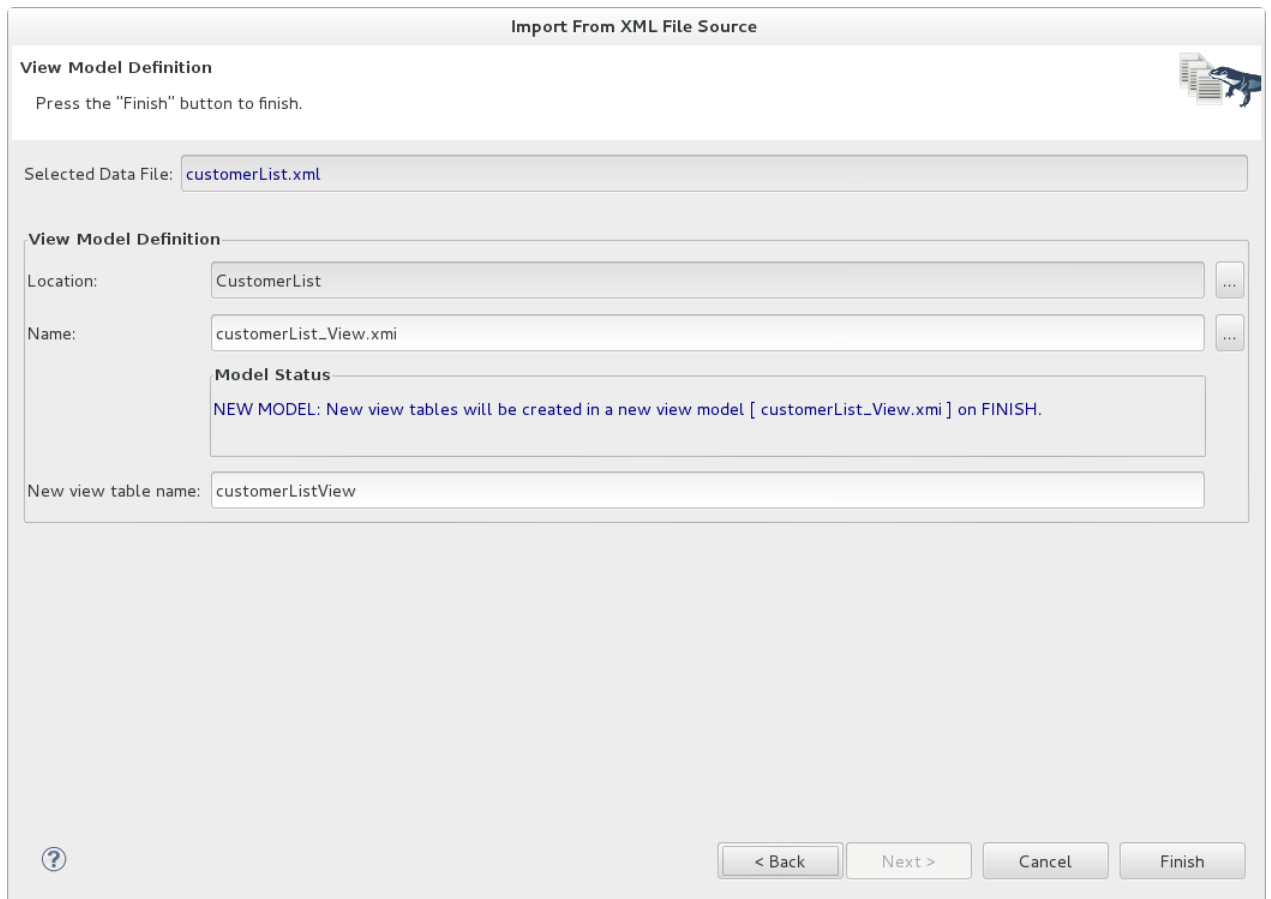 Import From XML File Source
View Model Definition
Press the "Finish" button to finish.
Selected Data File: customerList.xml
View Model Definition
Location: CustomerList ...
Name: customerList_View.xmi ...
Model Status
NEW MODEL: New view tables will be created in a new view model [ customerList_View.xmi ] on FINISH.
New view table name: customerListView
? < Back Next > Cancel Finish